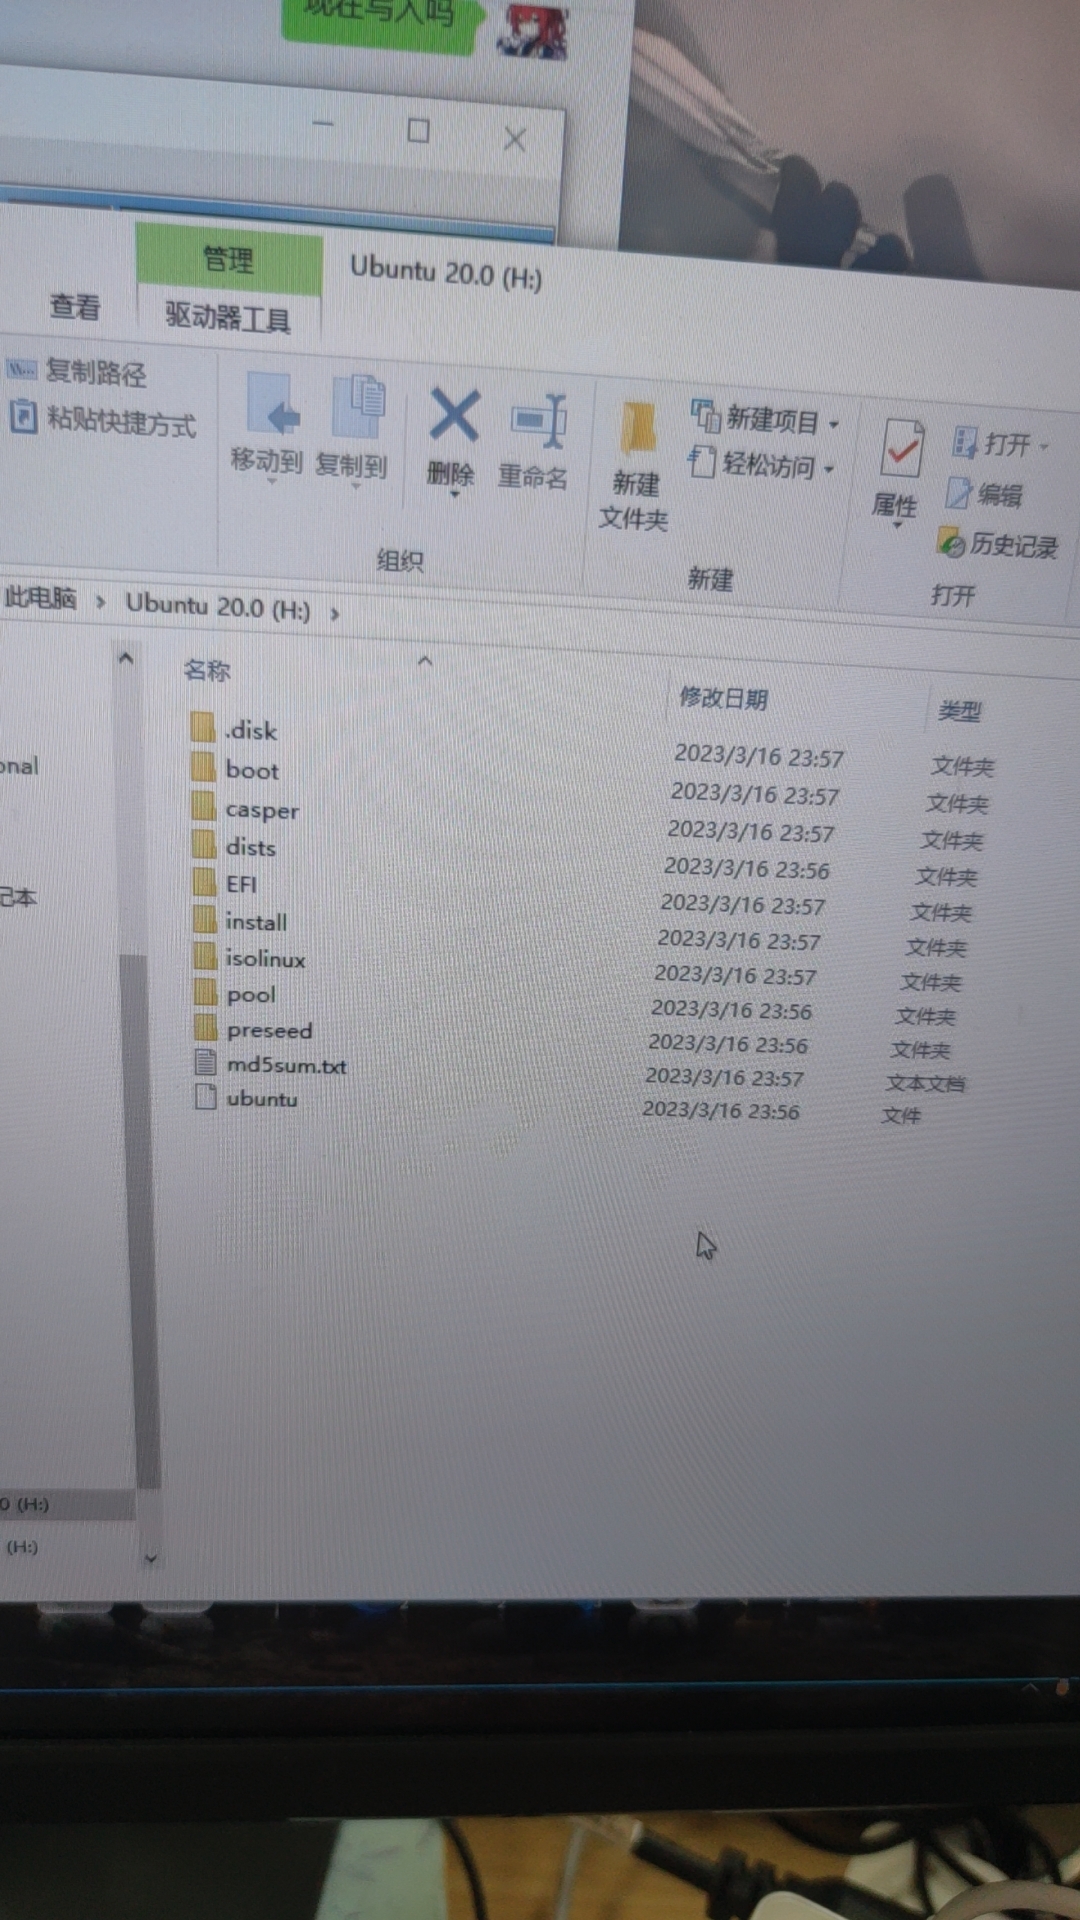 现在写入吗
管理
Ubuntu 20.0 (H:)
查看
驱动器工具
复制路径
粘贴快捷方式
移动到
复制到
删除
重命名
新建
文件夹
新建项目
轻松访问
属性
打开
编辑
历史记录
组织
新建
打开
此电脑 > Ubuntu 20.0 (H:) >
名称 修改日期 类型
.disk 2023/3/16 23:57 文件夹
boot 2023/3/16 23:57 文件夹
casper 2023/3/16 23:57 文件夹
dists 2023/3/16 23:56 文件夹
EFI 2023/3/16 23:57 文件夹
install 2023/3/16 23:57 文件夹
isolinux 2023/3/16 23:57 文件夹
pool 2023/3/16 23:56 文件夹
preseed 2023/3/16 23:56 文件夹
md5sum.txt 2023/3/16 23:57 文本文档
ubuntu 2023/3/16 23:56 文件
onal
记本
0 (H:)
(H:)